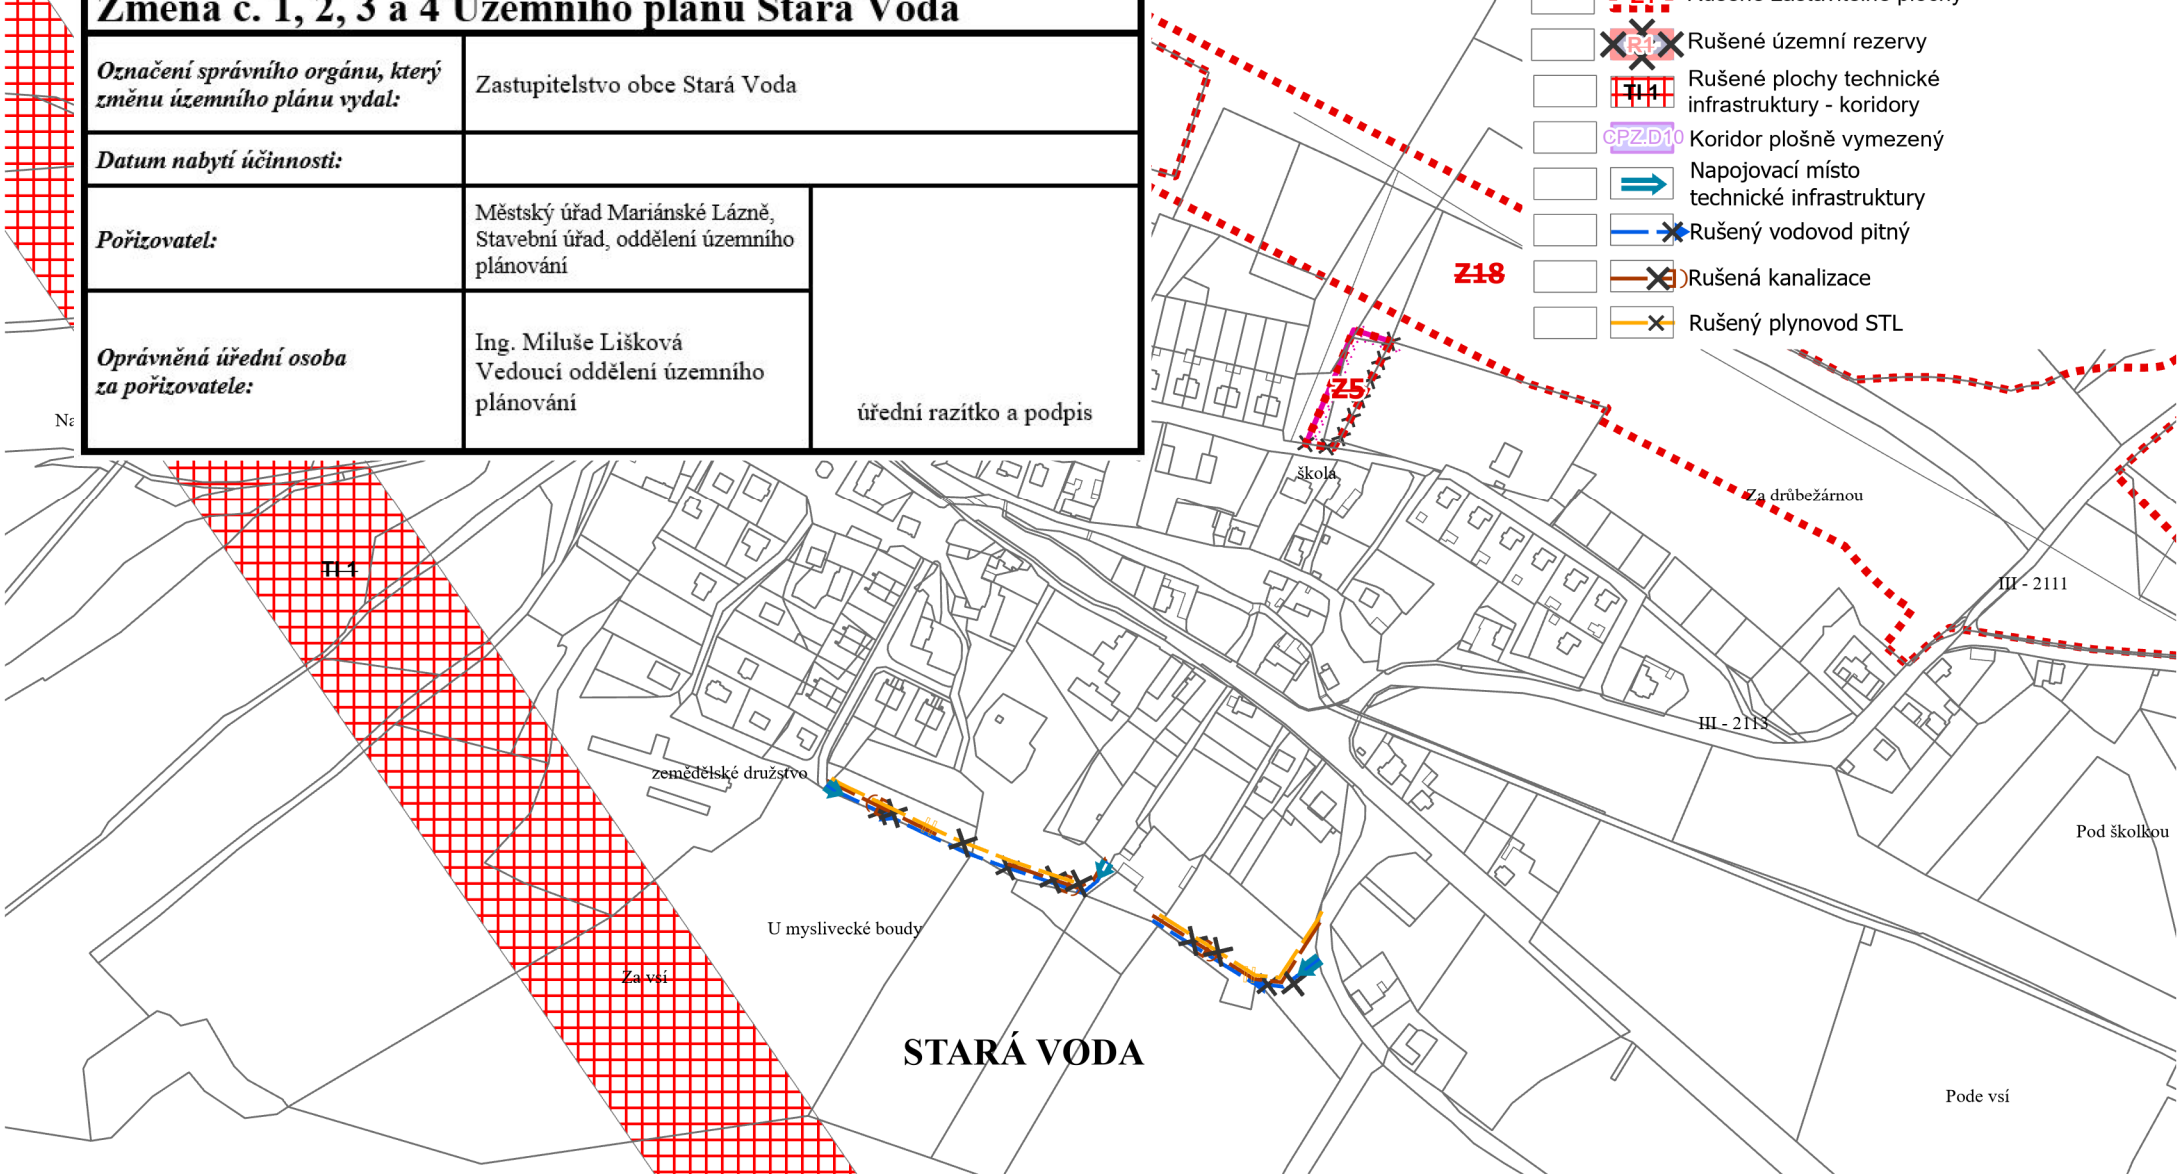 Změna č. 1, 2, 3 a 4 Územního plánu Stará Voda
Označení správního orgánu, který
změnu územního plánu vydal:
Zastupitelstvo obce Stará Voda
Datum nabytí účinnosti:
Pořizovatel:
Městský úřad Mariánské Lázně,
Stavební úřad, oddělení územního
plánování
Oprávněná úřední osoba
za pořizovatele:
Ing. Miluše Lišková
Vedoucí oddělení územního
plánování
úřední razítko a podpis
Rušené zastavitelné plochy
R1
Rušené územní rezervy
TI 1
Rušené plochy technické
infrastruktury - koridory
CPZ.D10
Koridor plošně vymezený
Napojovací místo
technické infrastruktury
Rušený vodovod pitný
Rušená kanalizace
Rušený plynovod STL
Z18
Z5
škola
Za drůbežárnou
III - 2111
TI 1
III - 2113
zemědělské družstvo
Pod školkou
U myslivecké boudy
Za vsí
STARÁ VODA
Pode vsí